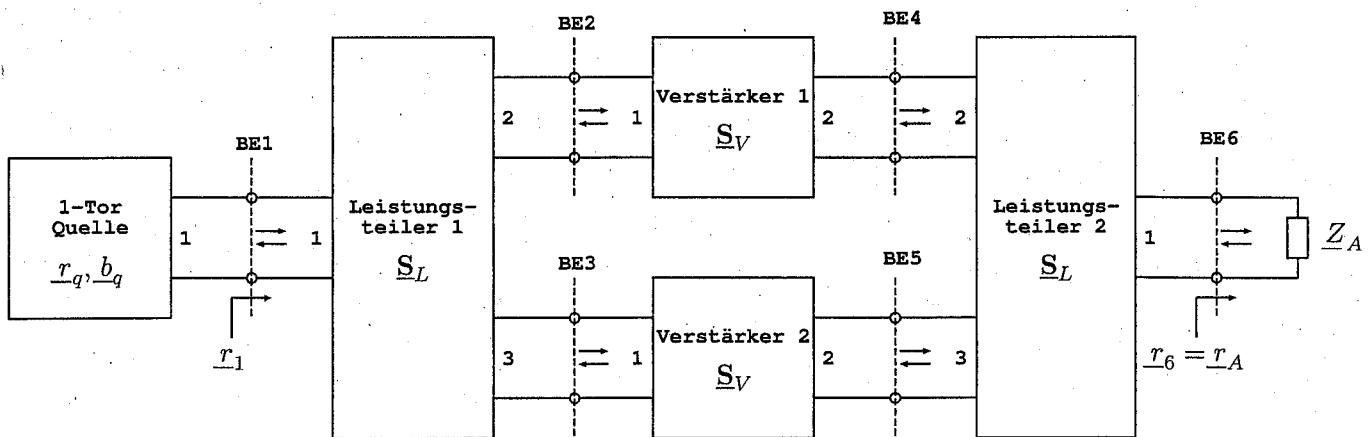 BE2
BE4
BE1
BE6
BE3
BE5
1-Tor
Quelle
r_q, b_q
1
1
r_1
Leistungs-
teiler 1
S_L
2
3
1
Verstärker 1
S_V
2
1
Verstärker 2
S_V
2
2
3
Leistungs-
teiler 2
S_L
1
Z_A
r_6 = r_A